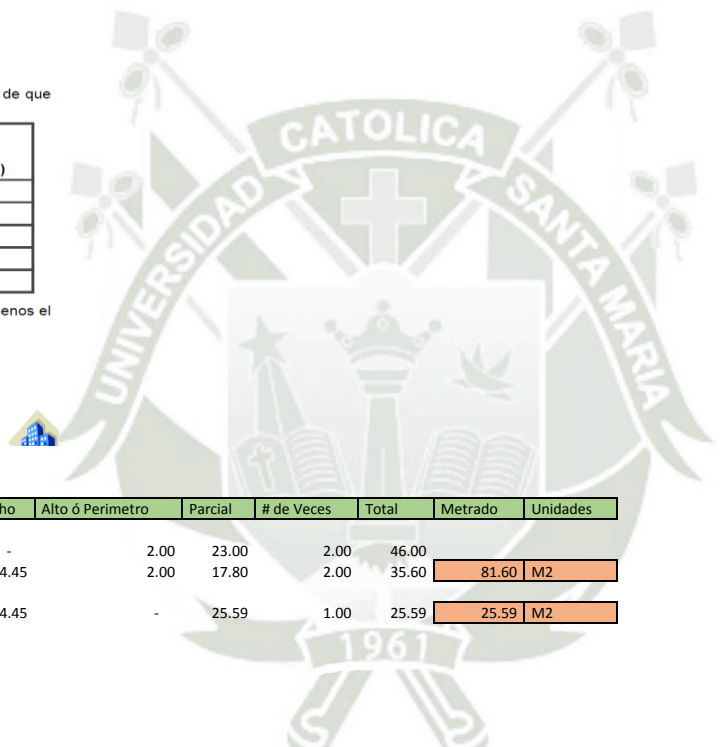 de que
)
enos el
UNIVERSIDAD CATOLICA SANTA MARIA
ho Alto ó Perimetro Parcial # de Veces Total Metrado Unidades
- 2.00 23.00 2.00 46.00
4.45 2.00 17.80 2.00 35.60 81.60 M2
4.45 - 25.59 1.00 25.59 25.59 M2
1961